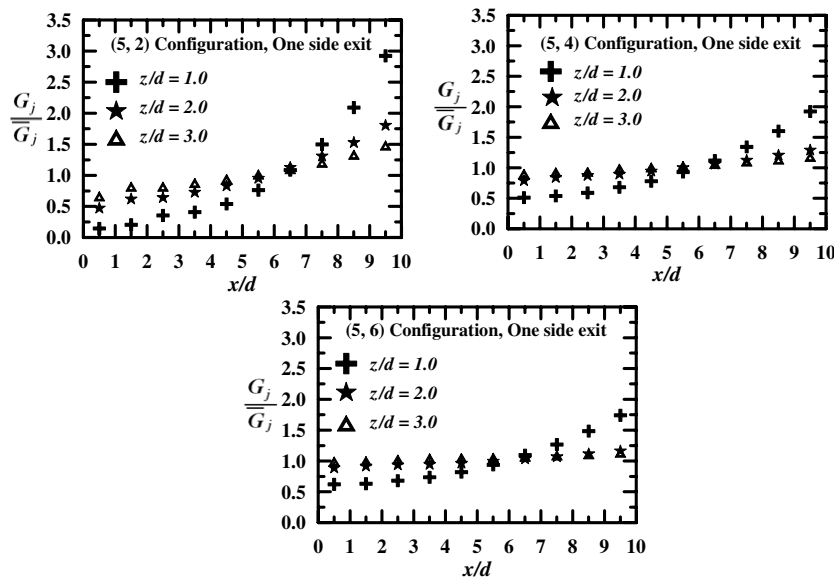 (5, 2) Configuration, One side exit
z/d = 1.0
z/d = 2.0
z/d = 3.0
G_j
G_j
3.5
3.0
2.5
2.0
1.5
1.0
0.5
0.0
0 1 2 3 4 5 6 7 8 9 10
x/d
(5, 4) Configuration, One side exit
z/d = 1.0
z/d = 2.0
z/d = 3.0
G_j
G_j
3.5
3.0
2.5
2.0
1.5
1.0
0.5
0.0
0 1 2 3 4 5 6 7 8 9 10
x/d
(5, 6) Configuration, One side exit
z/d = 1.0
z/d = 2.0
z/d = 3.0
G_j
G_j
3.5
3.0
2.5
2.0
1.5
1.0
0.5
0.0
0 1 2 3 4 5 6 7 8 9 10
x/d